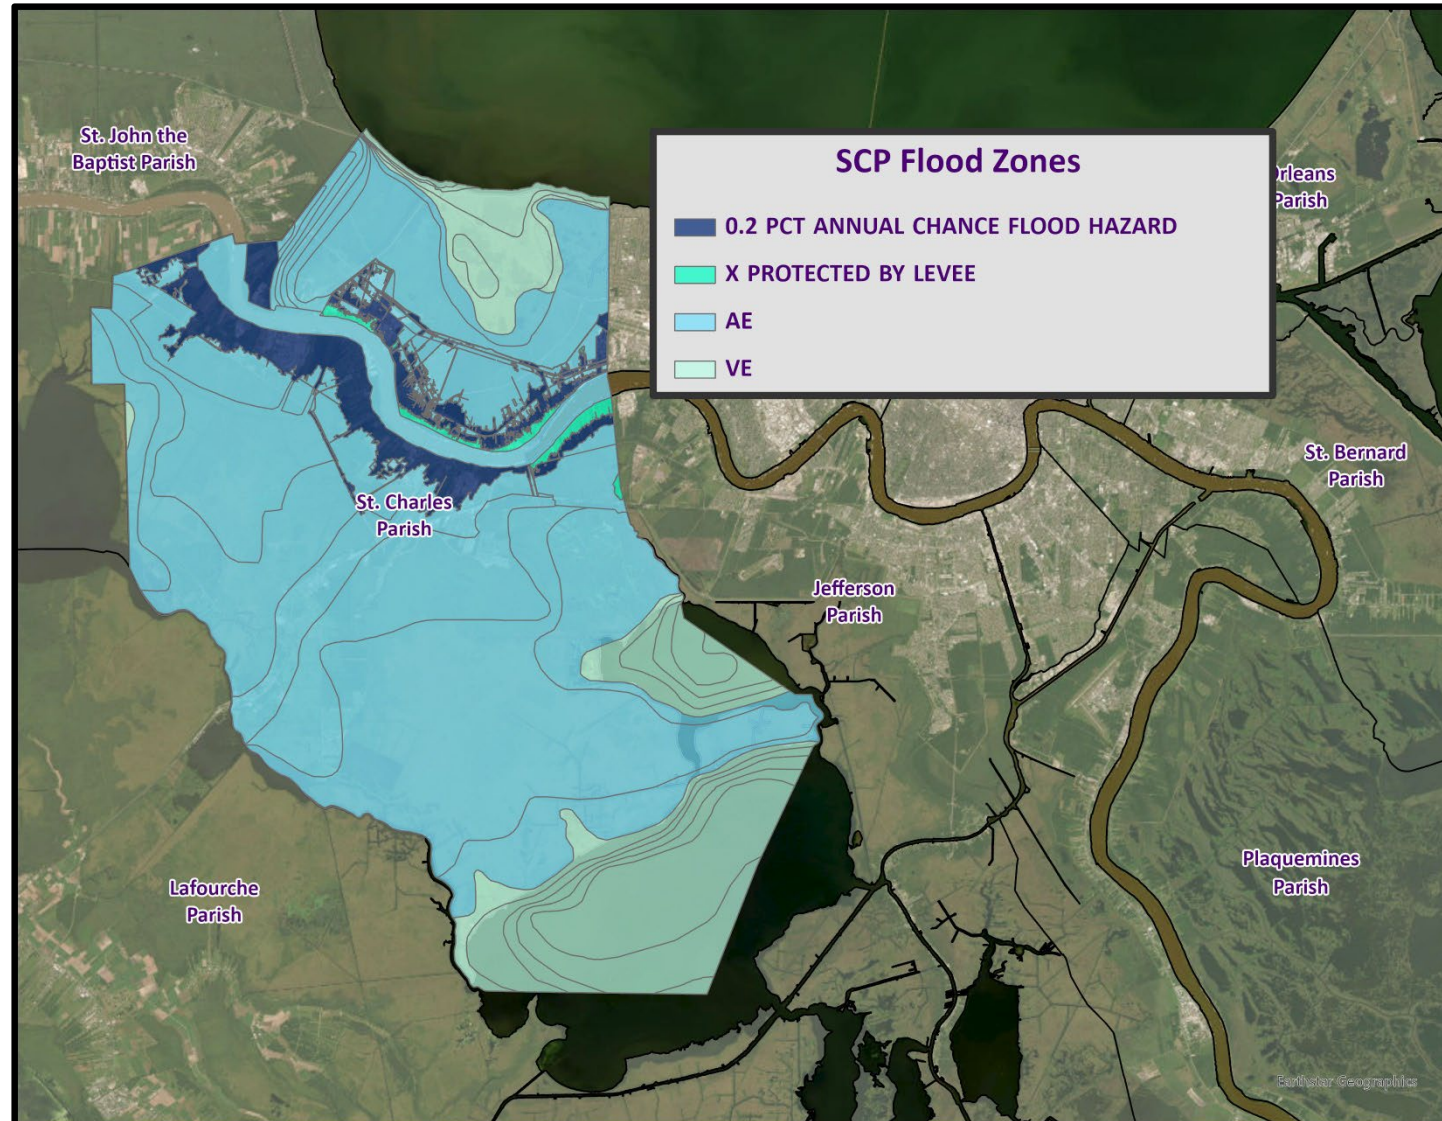 St. John the
Baptist Parish
SCP Flood Zones
0.2 PCT ANNUAL CHANCE FLOOD HAZARD
X PROTECTED BY LEVEE
AE
VE
rleans
Parish
St. Bernard
Parish
St. Charles
Parish
Jefferson
Parish
Lafourche
Parish
Plaquemines
Parish
Earthstar Geographics